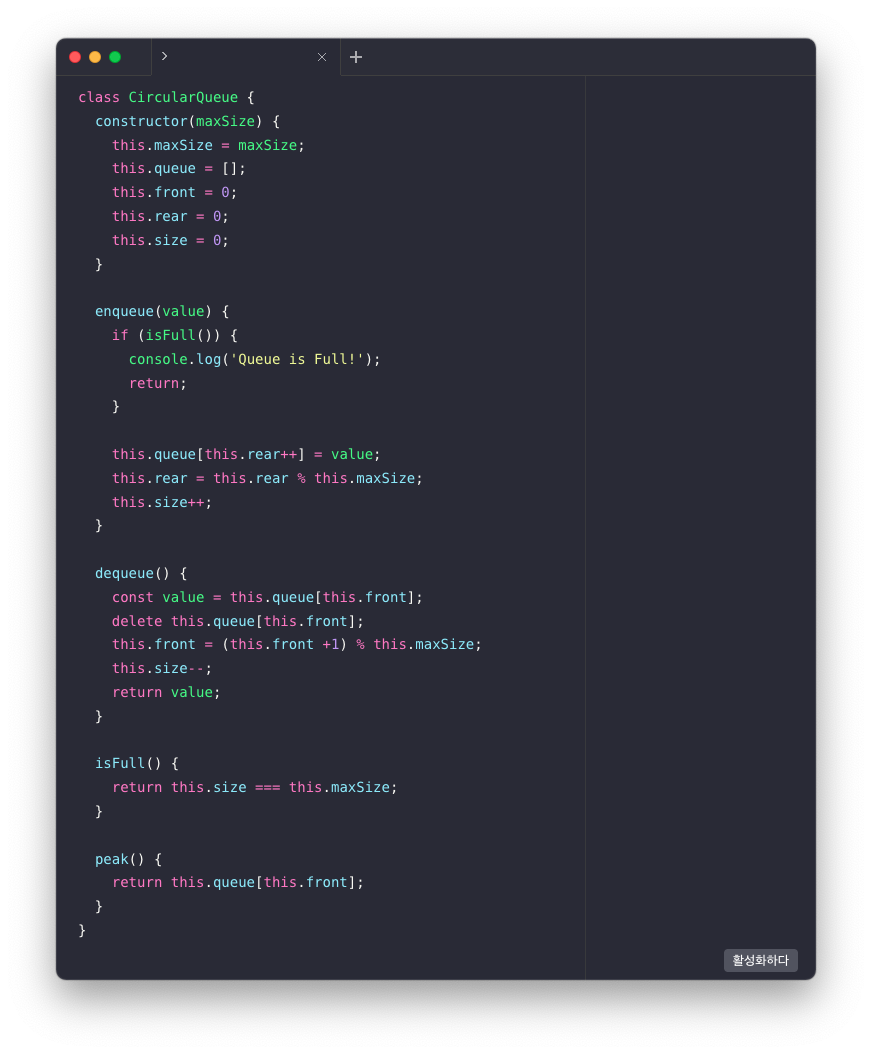 class CircularQueue {
constructor(maxSize) {
this.maxSize = maxSize;
this.queue = [];
this.front = 0;
this.rear = 0;
this.size = 0;
}
enqueue(value) {
if (isFull()) {
console.log('Queue is Full!');
return;
}
this.queue[this.rear++] = value;
this.rear = this.rear % this.maxSize;
this.size++;
}
dequeue() {
const value = this.queue[this.front];
delete this.queue[this.front];
this.front = (this.front +1) % this.maxSize;
this.size--;
return value;
}
isFull() {
return this.size === this.maxSize;
}
peak() {
return this.queue[this.front];
}
}
활성화하다